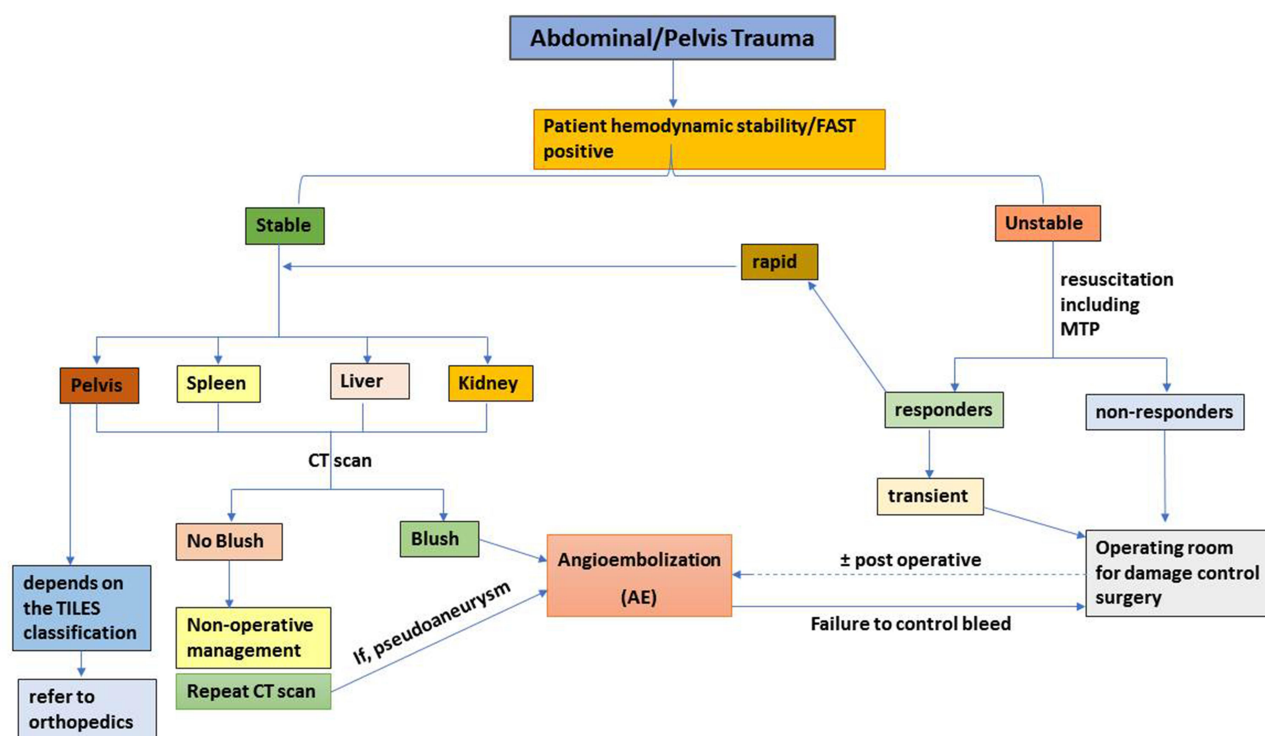 Abdominal/Pelvis Trauma
Patient hemodynamic stability/FAST
positive
Stable
Unstable
rapid
resuscitation
including
MTP
Pelvis
Spleen
Liver
Kidney
responders
non-responders
CT scan
transient
No Blush
Blush
Angioembolization
(AE)
± post operative
Operating room
for damage control
surgery
Failure to control bleed
depends on
the TILES
classification
Non-operative
management
If, pseudoaneurysm
Repeat CT scan
refer to
orthopedics